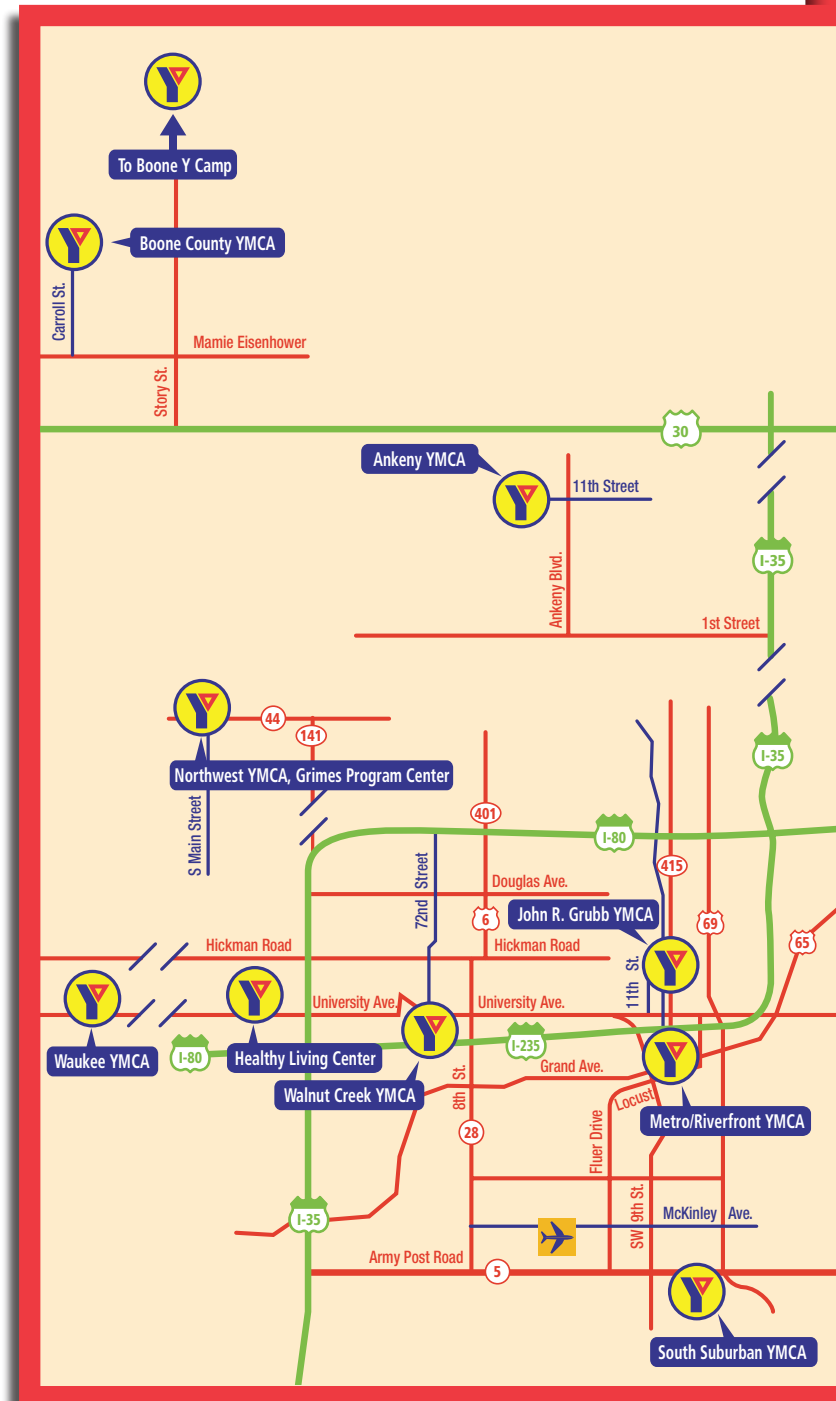 To Boone Y Camp
Boone County YMCA
Carroll St.
Mamie Eisenhower
Story St.
30
Ankeny YMCA
11th Street
Ankeny Blvd.
I-35
1st Street
44
141
I-35
Northwest YMCA, Grimes Program Center
S Main Street
401
I-80
72nd Street
415
Douglas Ave.
6
John R. Grubb YMCA
69
65
Hickman Road
Hickman Road
11th St.
University Ave.
University Ave.
Waukee YMCA
I-80
Healthy Living Center
I-235
Walnut Creek YMCA
8th St.
Grand Ave.
Locust
Metro/Riverfront YMCA
28
Fluer Drive
SW 9th St.
I-35
McKinley Ave.
Army Post Road
5
South Suburban YMCA